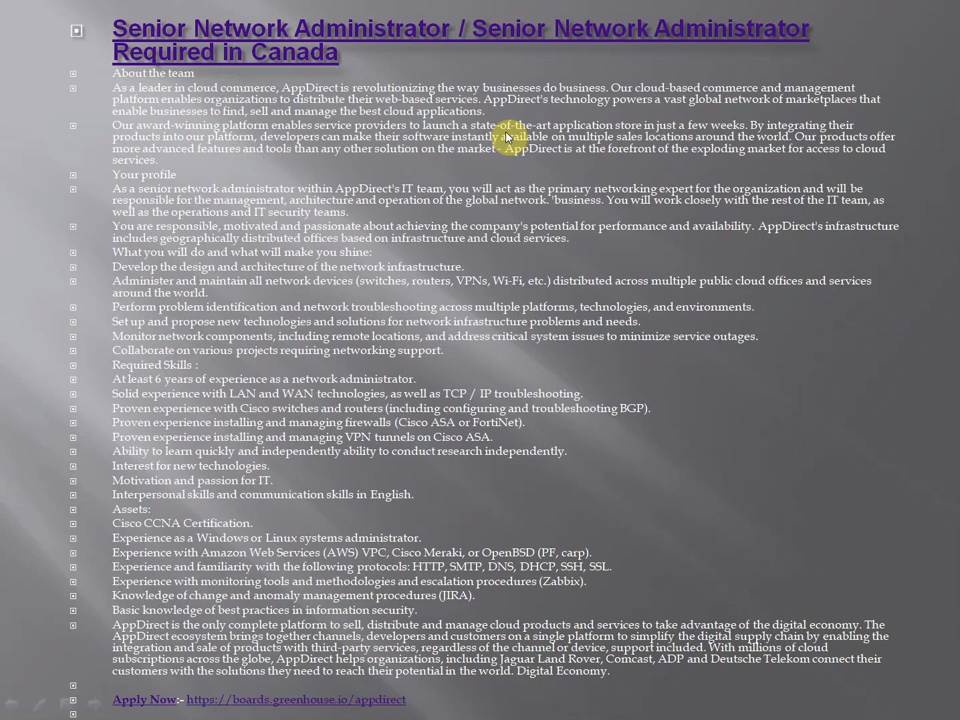 Senior Network Administrator / Senior Network Administrator
Required in Canada
About the team
As a leader in cloud commerce, AppDirect is revolutionizing the way businesses do business. Our cloud-based commerce and management
platform enables organizations to distribute their web-based services. AppDirect's technology powers a vast global network of marketplaces that
enable businesses to find, sell and manage the best cloud applications.
Our award-winning platform enables service providers to launch a state-of-the-art application store in just a few weeks. By integrating their
products into our platform, developers can make their software instantly available on multiple sales locations around the world. Our products offer
more advanced features and tools than any other solution on the market - AppDirect is at the forefront of the exploding market for access to cloud
services.
Your profile
As a senior network administrator within AppDirect's IT team, you will act as the primary networking expert for the organization and will be
responsible for the management, architecture and operation of the global network. "business. You will work closely with the rest of the IT team, as
well as the operations and IT security teams.
You are responsible, motivated and passionate about achieving the company's potential for performance and availability. AppDirect's infrastructure
includes geographically distributed offices based on infrastructure and cloud services.
What you will do and what will make you shine:
Develop the design and architecture of the network infrastructure.
Administer and maintain all network devices (switches, routers, VPNs, Wi-Fi, etc.) distributed across multiple public cloud offices and services
around the world.
Perform problem identification and network troubleshooting across multiple platforms, technologies, and environments.
Set up and propose new technologies and solutions for network infrastructure problems and needs.
Monitor network components, including remote locations, and address critical system issues to minimize service outages.
Collaborate on various projects requiring networking support.
Required Skills :
At least 6 years of experience as a network administrator.
Solid experience with LAN and WAN technologies, as well as TCP / IP troubleshooting.
Proven experience with Cisco switches and routers (including configuring and troubleshooting BGP).
Proven experience installing and managing firewalls (Cisco ASA or FortiNet).
Proven experience installing and managing VPN tunnels on Cisco ASA.
Ability to learn quickly and independently ability to conduct research independently.
Interest for new technologies.
Motivation and passion for IT.
Interpersonal skills and communication skills in English.
Assets:
Cisco CCNA Certification.
Experience as a Windows or Linux systems administrator.
Experience with Amazon Web Services (AWS) VPC, Cisco Meraki, or OpenBSD (PF, carp).
Experience and familiarity with the following protocols: HTTP, SMTP, DNS, DHCP, SSH, SSL.
Experience with monitoring tools and methodologies and escalation procedures (Zabbix).
Knowledge of change and anomaly management procedures (JIRA).
Basic knowledge of best practices in information security.
AppDirect is the only complete platform to sell, distribute and manage cloud products and services to take advantage of the digital economy. The
AppDirect ecosystem brings together channels, developers and customers on a single platform to simplify the digital supply chain by enabling the
integration and sale of products with third-party services, regardless of the channel or device, support included. With millions of cloud
subscriptions across the globe, AppDirect helps organizations, including Jaguar Land Rover, Comcast, ADP and Deutsche Telekom connect their
customers with the solutions they need to reach their potential in the world. Digital Economy.
Apply Now:- https://boards.greenhouse.io/appdirect